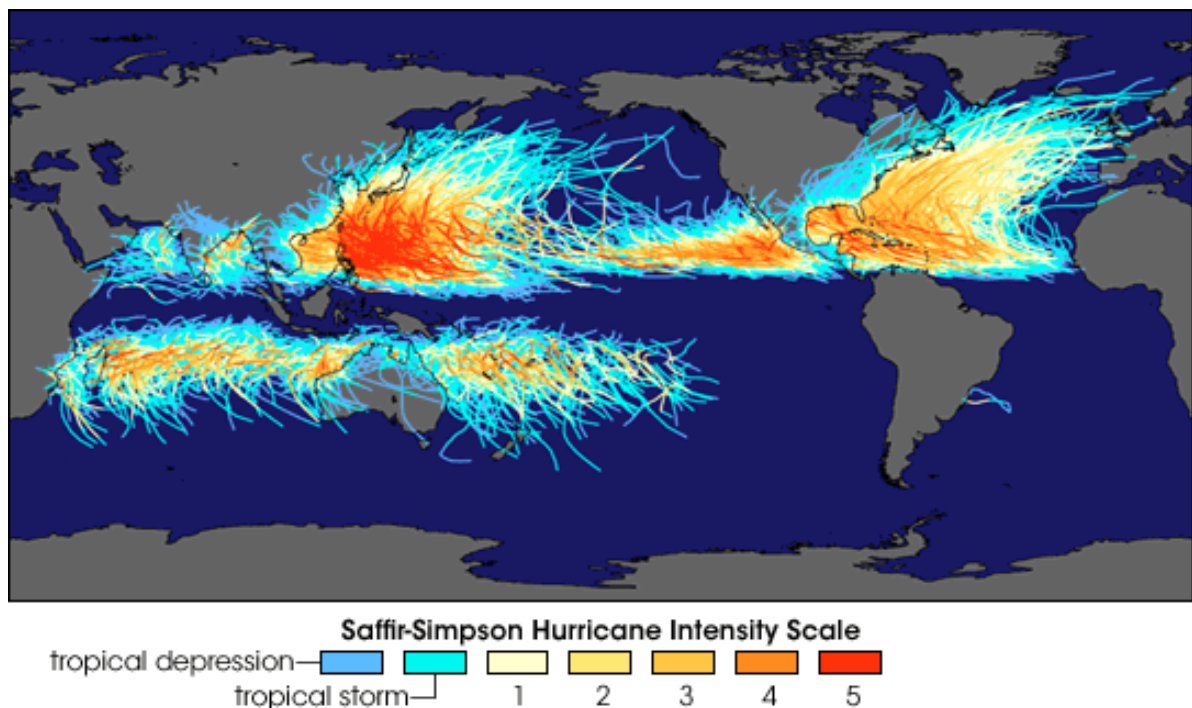 Saffir-Simpson Hurricane Intensity Scale
tropical depression
tropical storm 1 2 3 4 5